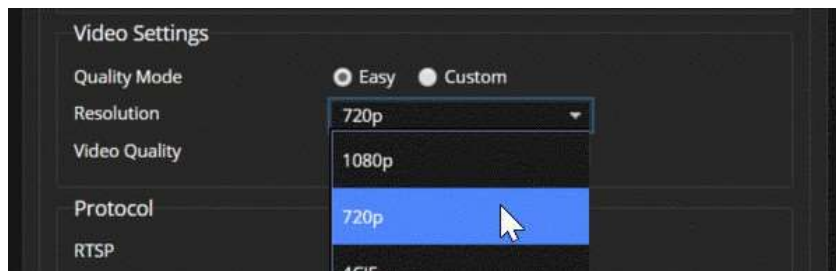 Video Settings
Quality Mode Easy Custom
Resolution 720p
Video Quality 1080p
Protocol 720p
RTSP